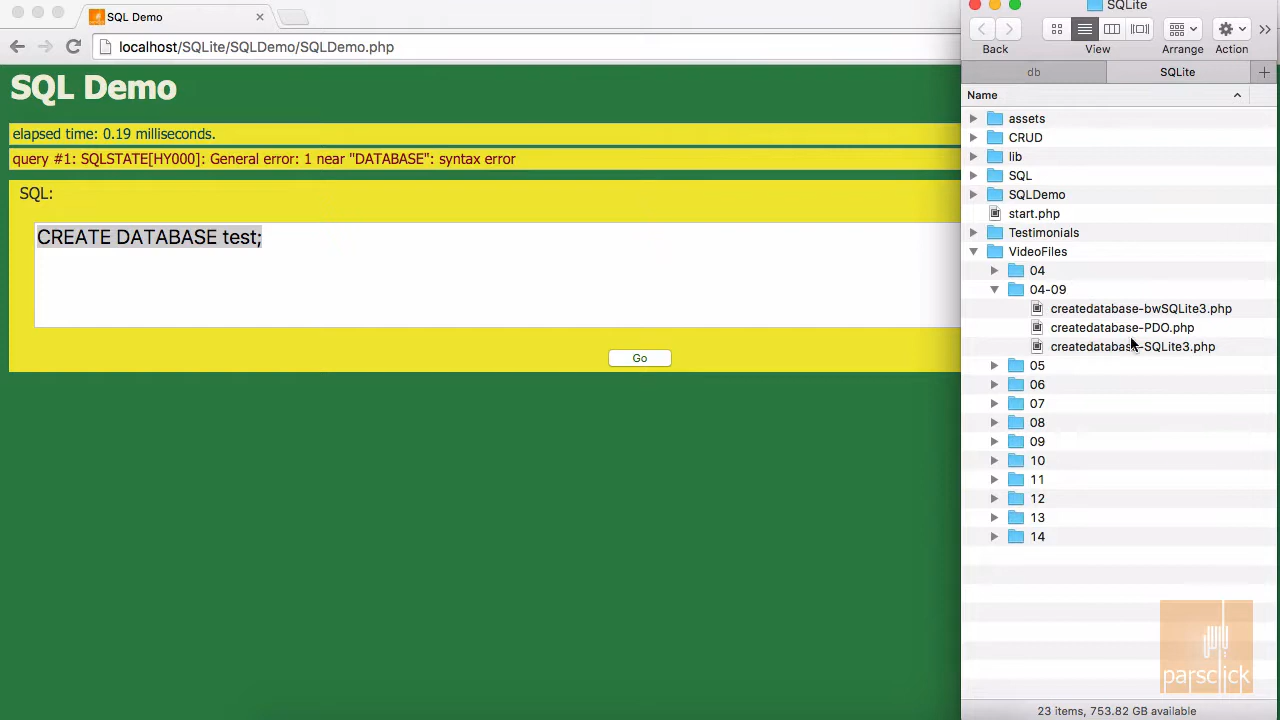 SQL Demo
localhost/SQLite/SQLDemo/SQLDemo.php
SQL Demo
elapsed time: 0.19 milliseconds.
query #1: SQLSTATE[HY000]: General error: 1 near "DATABASE": syntax error
SQL:
CREATE DATABASE test;
Go
SQLite
Back
View
Arrange
Action
db
SQLite
Name
assets
CRUD
lib
SQL
SQLDemo
start.php
Testimonials
VideoFiles
04
04-09
createdatabase-bwSQLite3.php
createdatabase-PDO.php
createdatabase-SQLite3.php
05
06
07
08
09
10
11
12
13
14
parsclick
23 items, 753.82 GB available